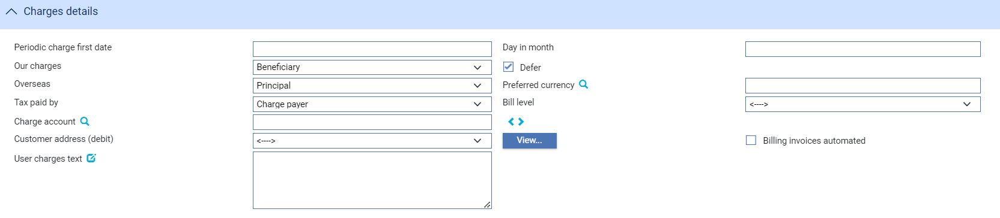 Charges details
Periodic charge first date
Day in month
Our charges
Beneficiary
Defer
Overseas
Principal
Preferred currency
Tax paid by
Charge payer
Bill level
<---->
Charge account
Customer address (debit)
<---->
View...
Billing invoices automated
User charges text